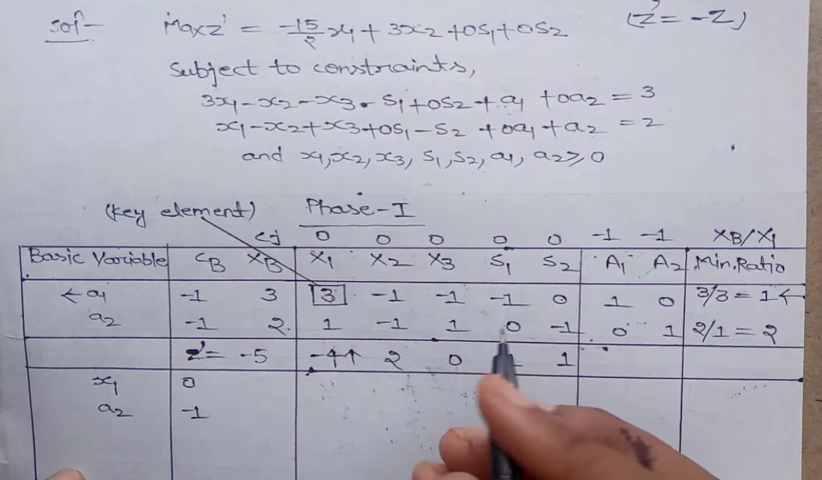 Sol- Max Z' = -15/2 x1 + 3x2 + 0s1 + 0s2 (Z' = -Z)
Subject to constraints,
3x1 - x2 - x3 - s1 + 0s2 + a1 + 0a2 = 3
x1 - x2 + x3 + 0s1 - s2 + 0a1 + a2 = 2
and x1, x2, x3, s1, s2, a1, a2 ≥ 0
(Key element) Phase-I
Cj 0 0 0 0 0 -1 -1 XB/X1
Basic Variable CB XB X1 X2 X3 S1 S2 A1 A2 Min. Ratio
← a1 -1 3 3 -1 -1 -1 0 1 0 3/3 = 1 ←
a2 -1 2 1 -1 1 0 -1 0 1 2/1 = 2
Z' = -5 -4↑ 2 0 1
x1 0
a2 -1